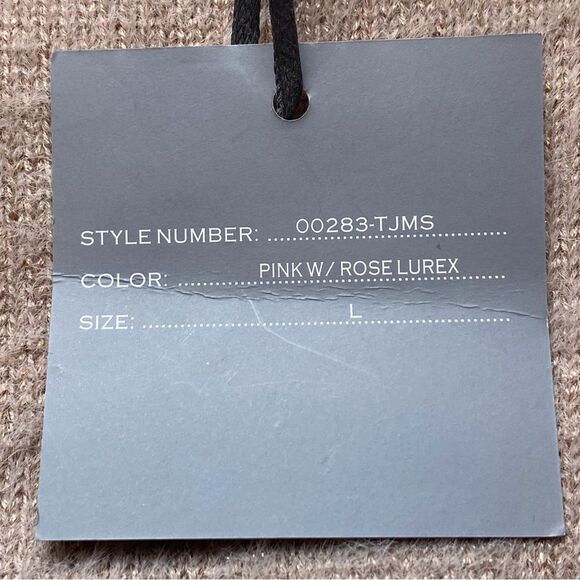 STYLE NUMBER: 00283-TJMS
COLOR: PINK W/ ROSE LUREX
SIZE: L